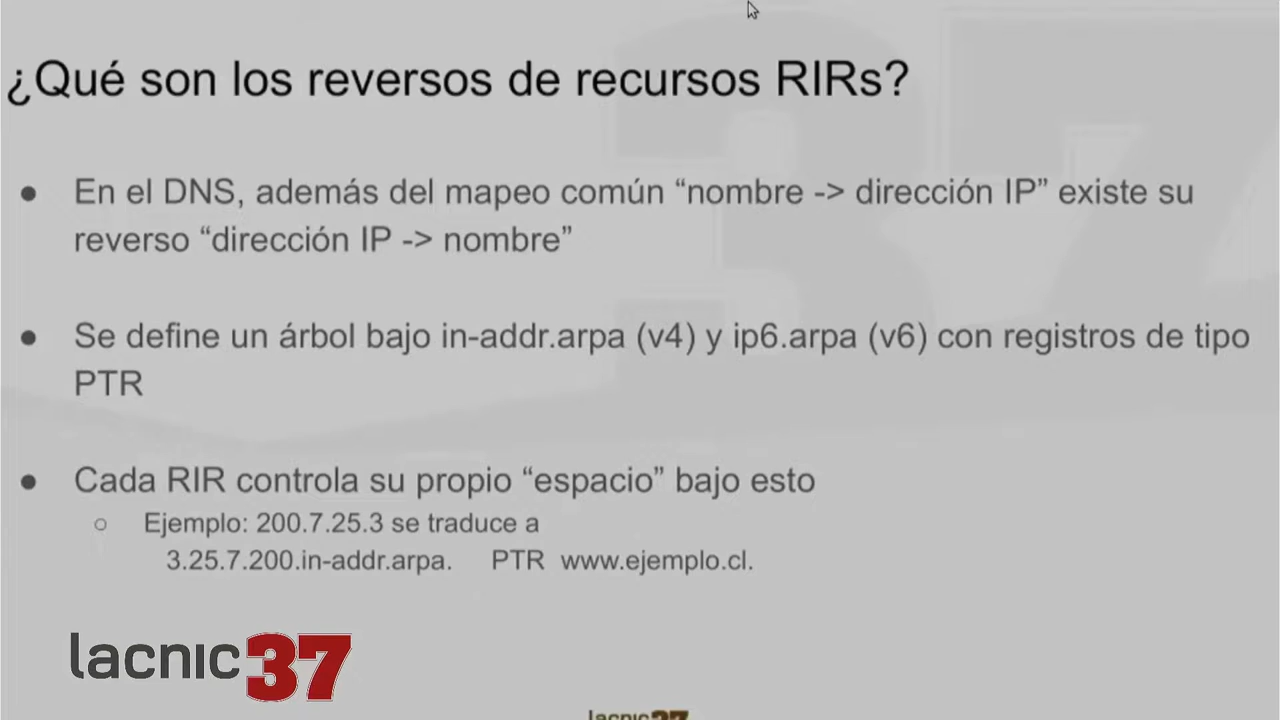 ¿Qué son los reversos de recursos RIRs?
● En el DNS, además del mapeo común “nombre -> dirección IP” existe su
reverso “dirección IP -> nombre”
● Se define un árbol bajo in-addr.arpa (v4) y ip6.arpa (v6) con registros de tipo
PTR
● Cada RIR controla su propio “espacio” bajo esto
○ Ejemplo: 200.7.25.3 se traduce a
3.25.7.200.in-addr.arpa. PTR www.ejemplo.cl.
lacnic37
lacnic37